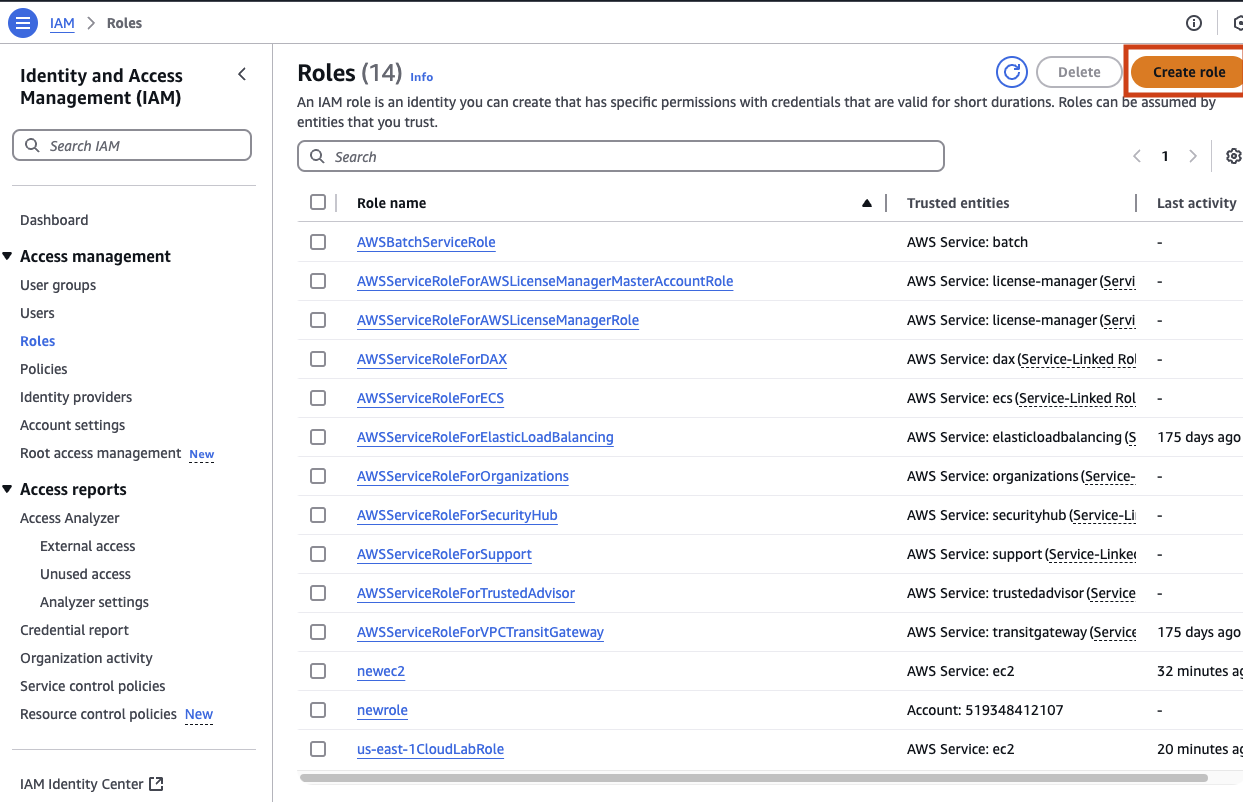 IAM > Roles
Identity and Access
Management (IAM)
Search IAM
Dashboard
Access management
User groups
Users
Roles
Policies
Identity providers
Account settings
Root access management New
Access reports
Access Analyzer
External access
Unused access
Analyzer settings
Credential report
Organization activity
Service control policies
Resource control policies New
IAM Identity Center
Roles (14) Info
Delete
Create role
An IAM role is an identity you can create that has specific permissions with credentials that are valid for short durations. Roles can be assumed by
entities that you trust.
Search
1
Role name Trusted entities Last activity
AWSBatchServiceRole AWS Service: batch -
AWSServiceRoleForAWSLicenseManagerMasterAccountRole AWS Service: license-manager (Servi -
AWSServiceRoleForAWSLicenseManagerRole AWS Service: license-manager (Servi -
AWSServiceRoleForDAX AWS Service: dax (Service-Linked Rol -
AWSServiceRoleForECS AWS Service: ecs (Service-Linked Rol -
AWSServiceRoleForElasticLoadBalancing AWS Service: elasticloadbalancing (S 175 days ago
AWSServiceRoleForOrganizations AWS Service: organizations (Service- -
AWSServiceRoleForSecurityHub AWS Service: securityhub (Service-Li -
AWSServiceRoleForSupport AWS Service: support (Service-Linked -
AWSServiceRoleForTrustedAdvisor AWS Service: trustedadvisor (Service -
AWSServiceRoleForVPCTransitGateway AWS Service: transitgateway (Service 175 days ago
newec2 AWS Service: ec2 32 minutes ag
newrole Account: 519348412107 -
us-east-1CloudLabRole AWS Service: ec2 20 minutes ag